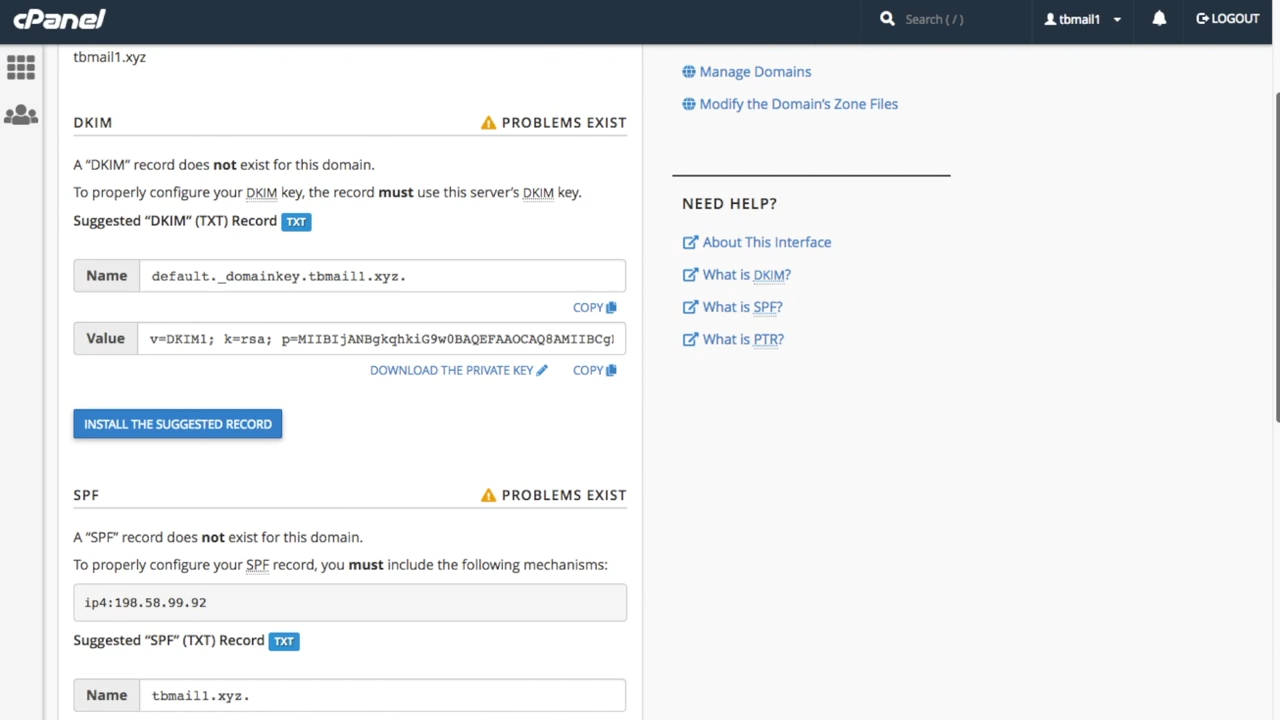 cPanel
Search ( / )
tbmail1
LOGOUT
tbmail1.xyz
DKIM
PROBLEMS EXIST
A “DKIM” record does not exist for this domain.
To properly configure your DKIM key, the record must use this server’s DKIM key.
Suggested “DKIM” (TXT) Record TXT
Name
default._domainkey.tbmail1.xyz.
COPY
Value
v=DKIM1; k=rsa; p=MIIBIjANBgkqhkiG9w0BAQEFAAOCAQ8AMIIBCgK
DOWNLOAD THE PRIVATE KEY
COPY
INSTALL THE SUGGESTED RECORD
SPF
PROBLEMS EXIST
A “SPF” record does not exist for this domain.
To properly configure your SPF record, you must include the following mechanisms:
ip4:198.58.99.92
Suggested “SPF” (TXT) Record TXT
Name
tbmail1.xyz.
Manage Domains
Modify the Domain’s Zone Files
NEED HELP?
About This Interface
What is DKIM?
What is SPF?
What is PTR?